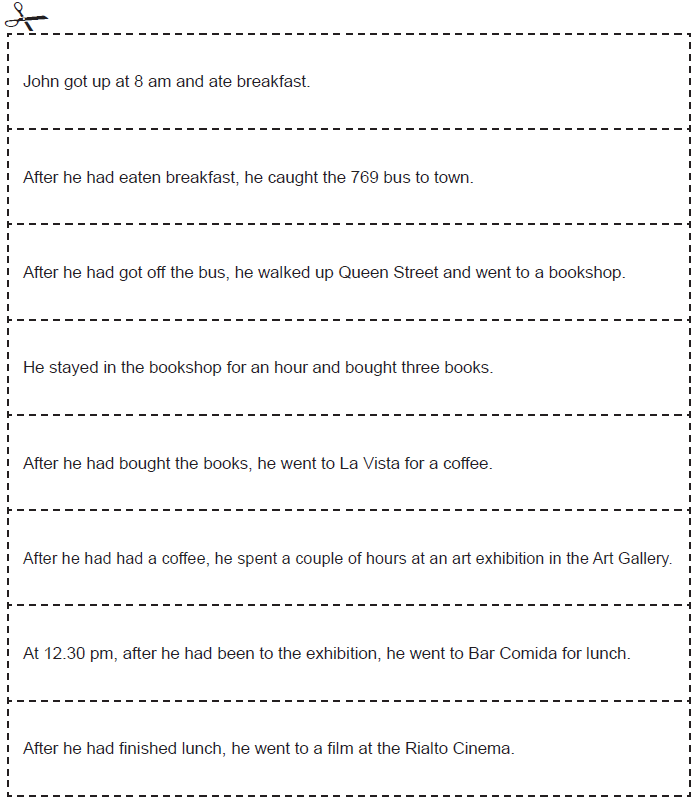 John got up at 8 am and ate breakfast.
After he had eaten breakfast, he caught the 769 bus to town.
After he had got off the bus, he walked up Queen Street and went to a bookshop.
He stayed in the bookshop for an hour and bought three books.
After he had bought the books, he went to La Vista for a coffee.
After he had had a coffee, he spent a couple of hours at an art exhibition in the Art Gallery.
At 12.30 pm, after he had been to the exhibition, he went to Bar Comida for lunch.
After he had finished lunch, he went to a film at the Rialto Cinema.